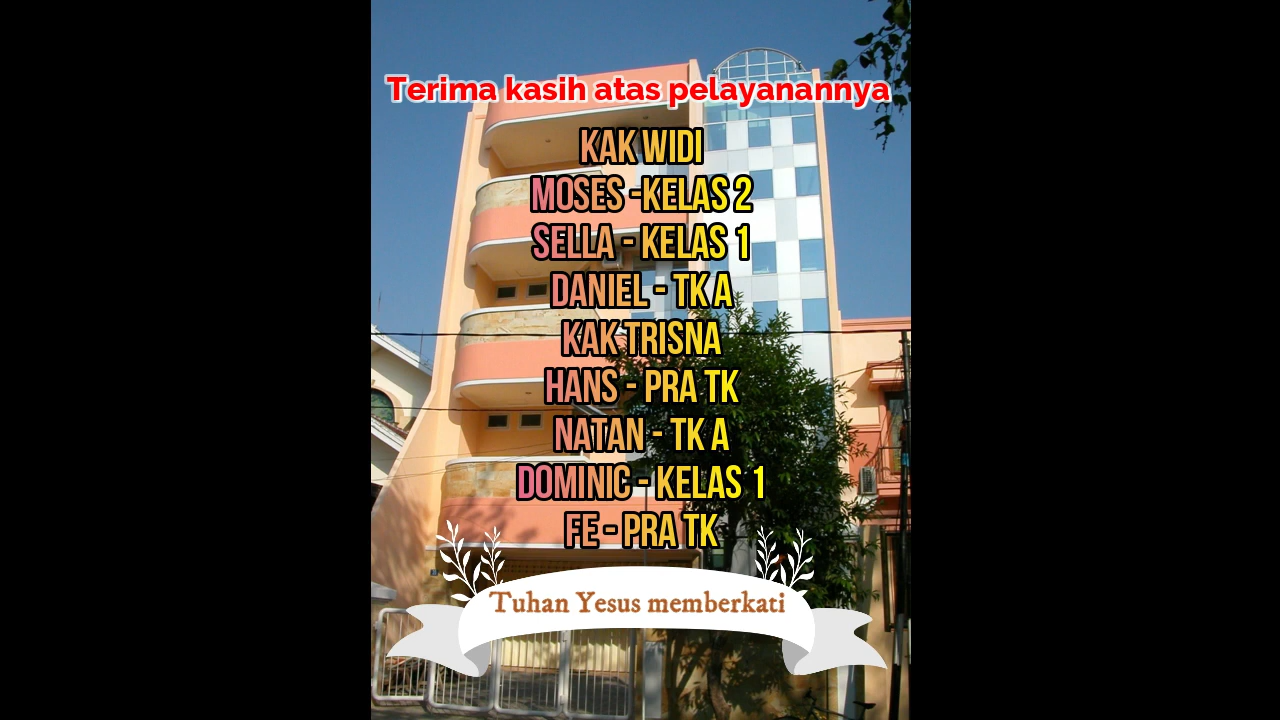 Terima kasih atas pelayanannya
KAK WIDI
MOSES -KELAS 2
SELLA - KELAS 1
DANIEL - TK A
KAK TRISNA
HANS - PRA TK
NATAN - TK A
DOMINIC - KELAS 1
FE - PRA TK
Tuhan Yesus memberkati